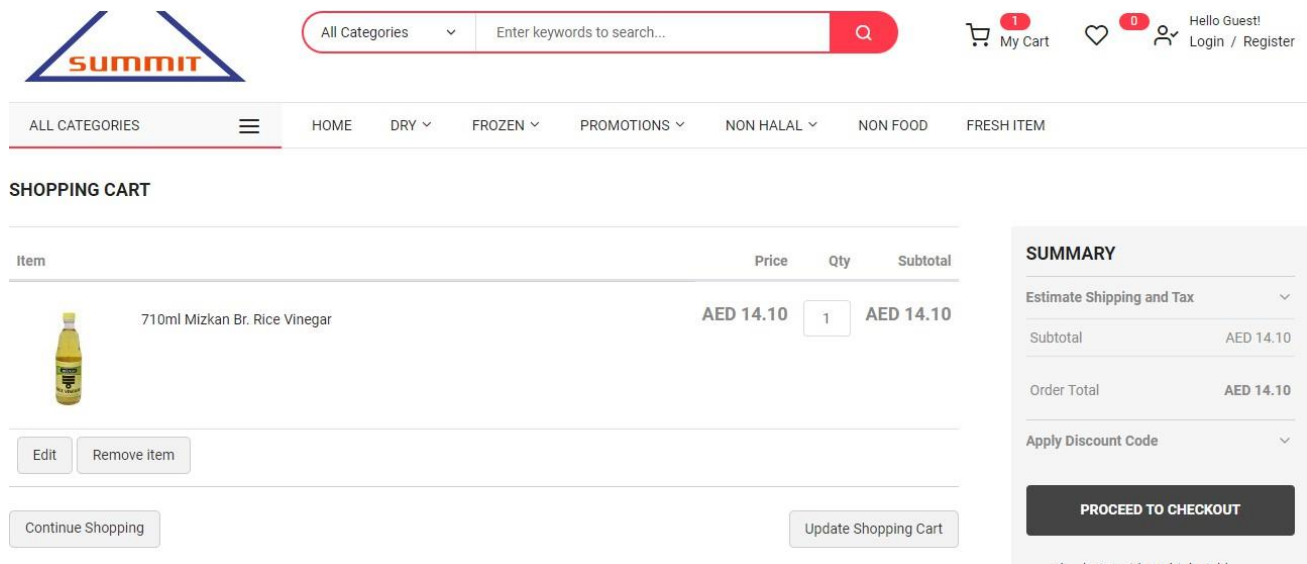 SUMMIT
All Categories
Enter keywords to search...
1
My Cart
0
Hello Guest!
Login / Register
ALL CATEGORIES
HOME DRY FROZEN PROMOTIONS NON HALAL NON FOOD FRESH ITEM
SHOPPING CART
Item Price Qty Subtotal
710ml Mizkan Br. Rice Vinegar AED 14.10 1 AED 14.10
Edit Remove item
Continue Shopping Update Shopping Cart
SUMMARY
Estimate Shipping and Tax
Subtotal AED 14.10
Order Total AED 14.10
Apply Discount Code
PROCEED TO CHECKOUT